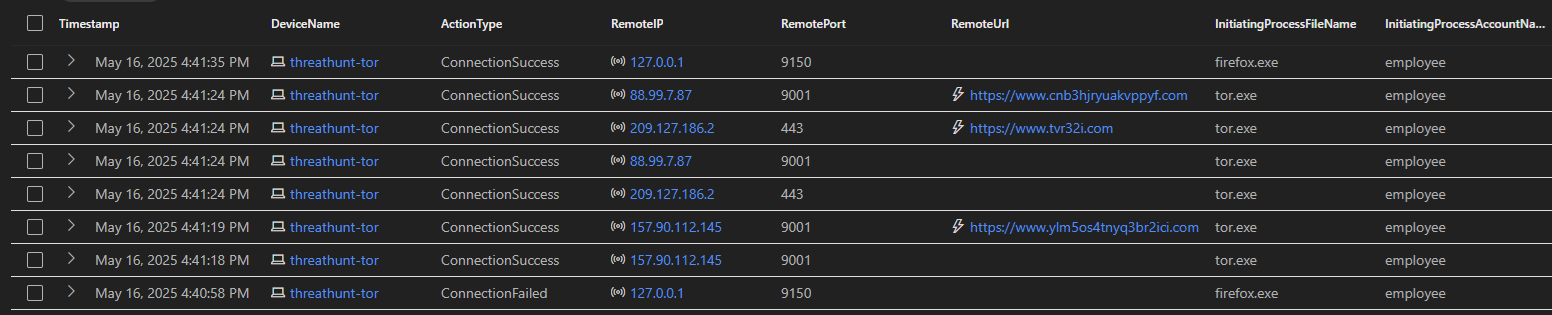 Timestamp DeviceName ActionType RemoteIP RemotePort RemoteUrl InitiatingProcessFileName InitiatingProcessAccountNa...
May 16, 2025 4:41:35 PM threathunt-tor ConnectionSuccess 127.0.0.1 9150 firefox.exe employee
May 16, 2025 4:41:24 PM threathunt-tor ConnectionSuccess 88.99.7.87 9001 https://www.cnb3hjryuakvppyf.com tor.exe employee
May 16, 2025 4:41:24 PM threathunt-tor ConnectionSuccess 209.127.186.2 443 https://www.tvr32i.com tor.exe employee
May 16, 2025 4:41:24 PM threathunt-tor ConnectionSuccess 88.99.7.87 9001 tor.exe employee
May 16, 2025 4:41:24 PM threathunt-tor ConnectionSuccess 209.127.186.2 443 tor.exe employee
May 16, 2025 4:41:19 PM threathunt-tor ConnectionSuccess 157.90.112.145 9001 https://www.ylm5os4tnyq3br2ici.com tor.exe employee
May 16, 2025 4:41:18 PM threathunt-tor ConnectionSuccess 157.90.112.145 9001 tor.exe employee
May 16, 2025 4:40:58 PM threathunt-tor ConnectionFailed 127.0.0.1 9150 firefox.exe employee